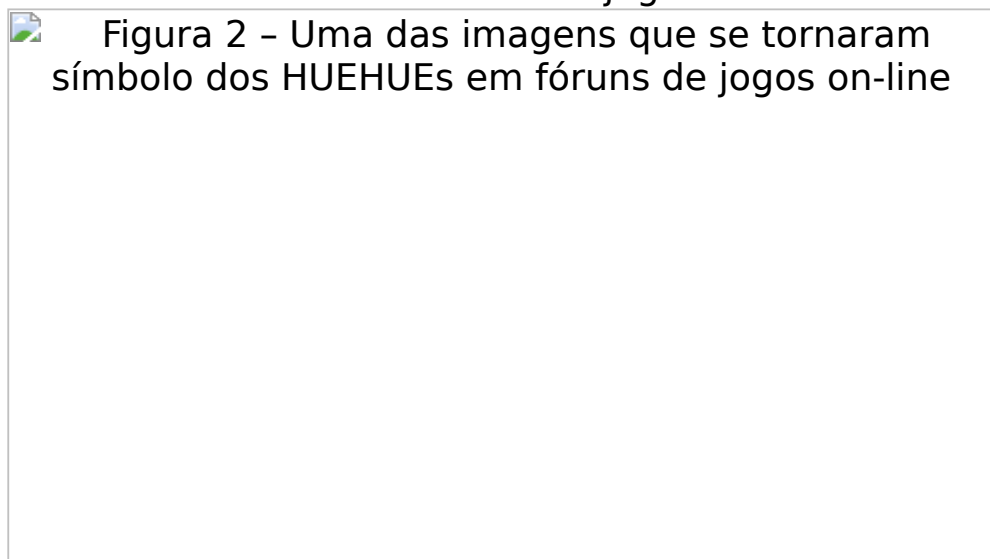 Figura 2 – Uma das imagens que se tornaram
símbolo dos HUEHUEs em fóruns de jogos on-line